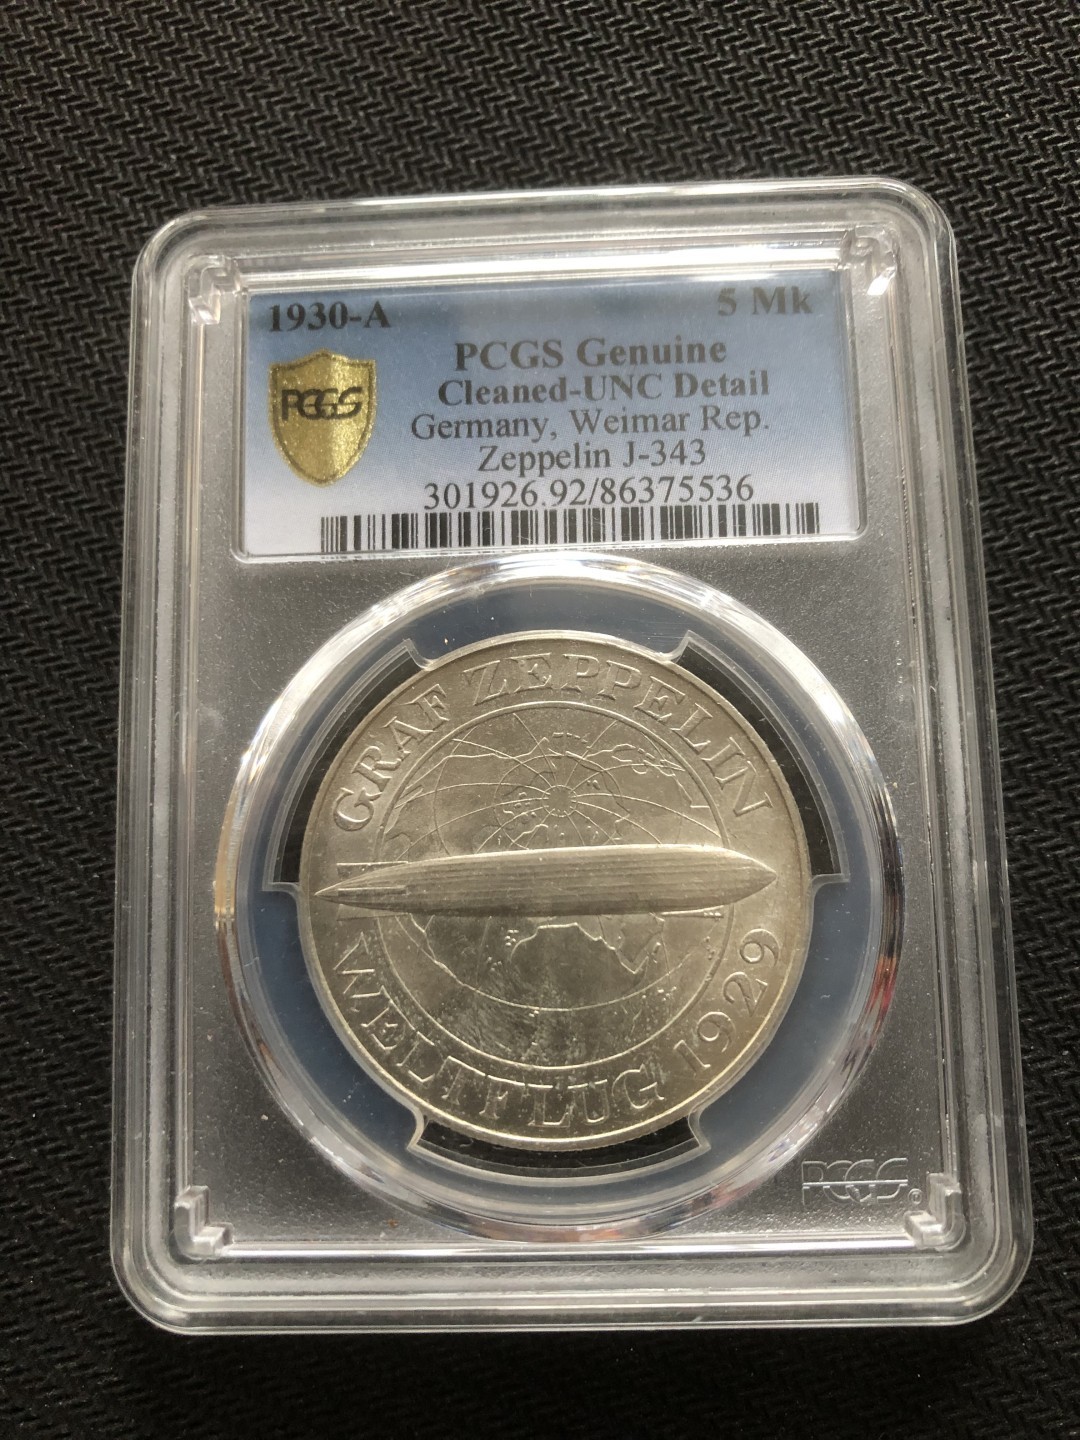 1930-A 5 Mk
PCGS Genuine
PCGS
Cleaned-UNC Detail
Germany, Weimar Rep.
Zeppelin J-343
301926.92/86375536
GRAF ZEPPELIN
WELTFLUG 1929
PCGS